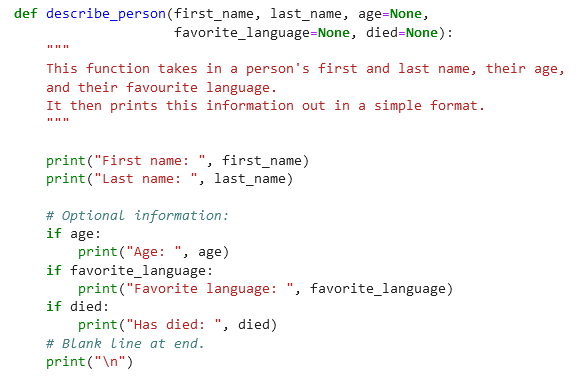 def describe_person(first_name, last_name, age=None,
                    favorite_language=None, died=None):
    """
    This function takes in a person's first and last name, their age,
    and their favourite language.
    It then prints this information out in a simple format.
    """

    print("First name: ", first_name)
    print("Last name: ", last_name)

    # Optional information:
    if age:
        print("Age: ", age)
    if favorite_language:
        print("Favorite language: ", favorite_language)
    if died:
        print("Has died: ", died)
    # Blank line at end.
    print("\n")